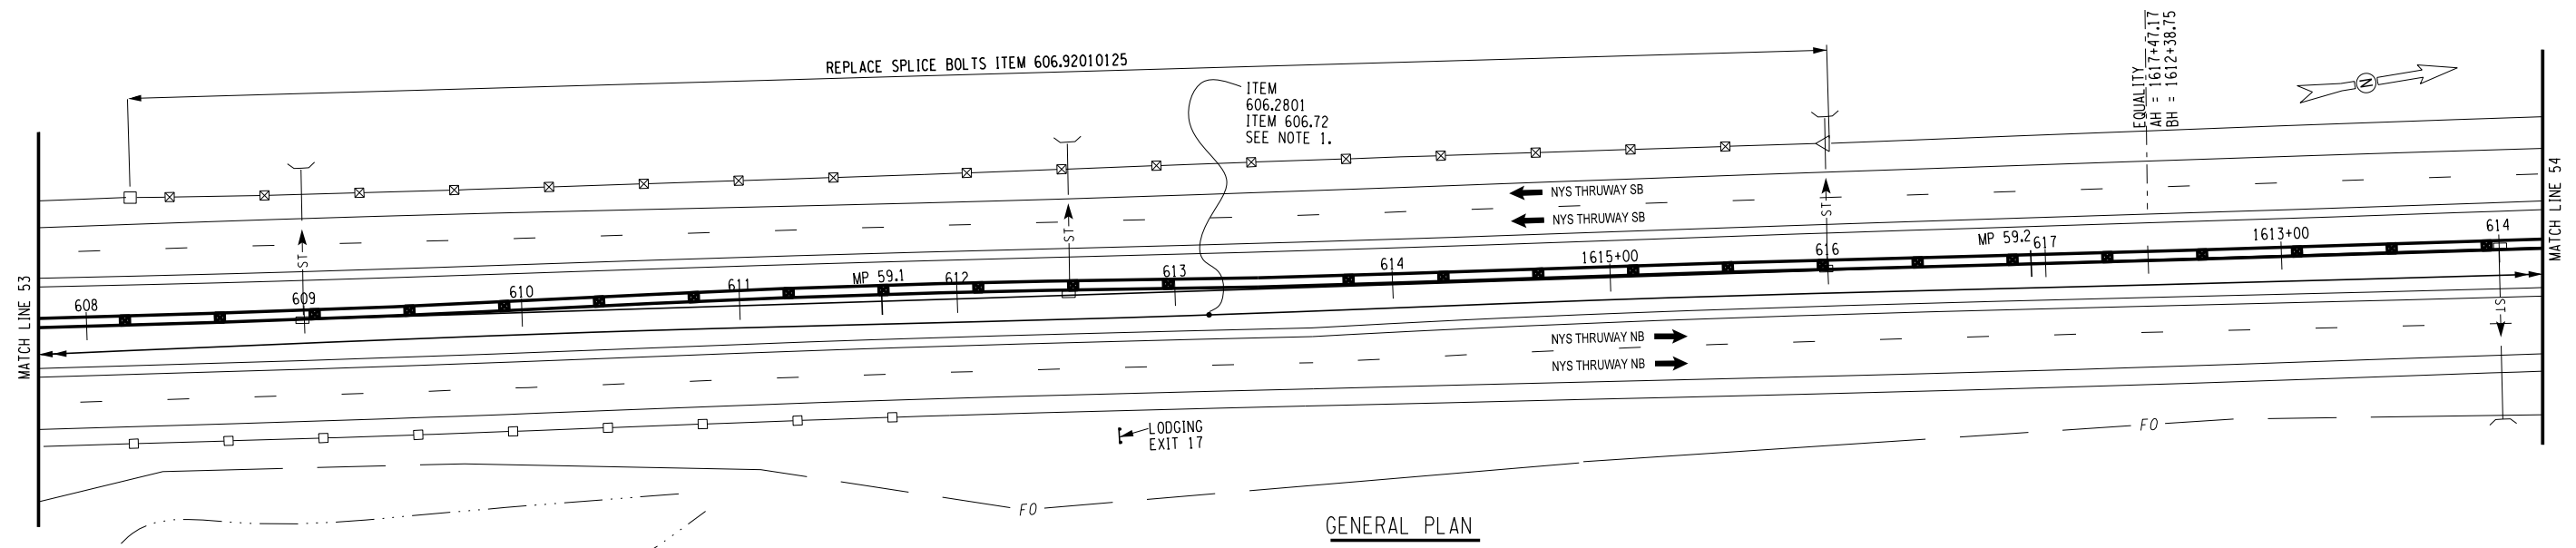 REPLACE SPLICE BOLTS ITEM 606.92010125
ITEM
606.2801
ITEM 606.72
SEE NOTE 1.
EQUALITY
AH = 1617+47.17
BH = 1612+38.75
N
MATCH LINE 53
MATCH LINE 54
NYS THRUWAY SB
NYS THRUWAY SB
ST
ST
ST
ST
608
609
610
611
MP 59.1
612
613
614
1615+00
616
MP 59.2
617
1613+00
614
NYS THRUWAY NB
NYS THRUWAY NB
LODGING
EXIT 17
FO
FO
GENERAL PLAN